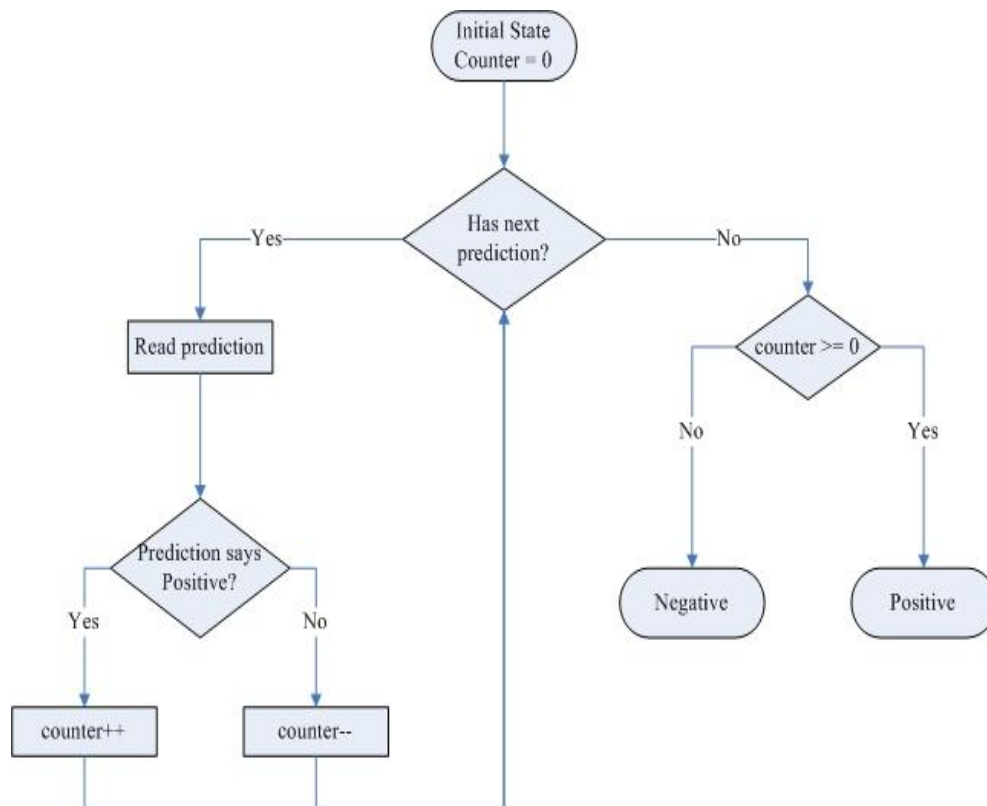 Initial State
Counter = 0
Has next
prediction?
Yes
No
Read prediction
counter >= 0
No
Yes
Prediction says
Positive?
Negative
Positive
Yes
No
counter++
counter--